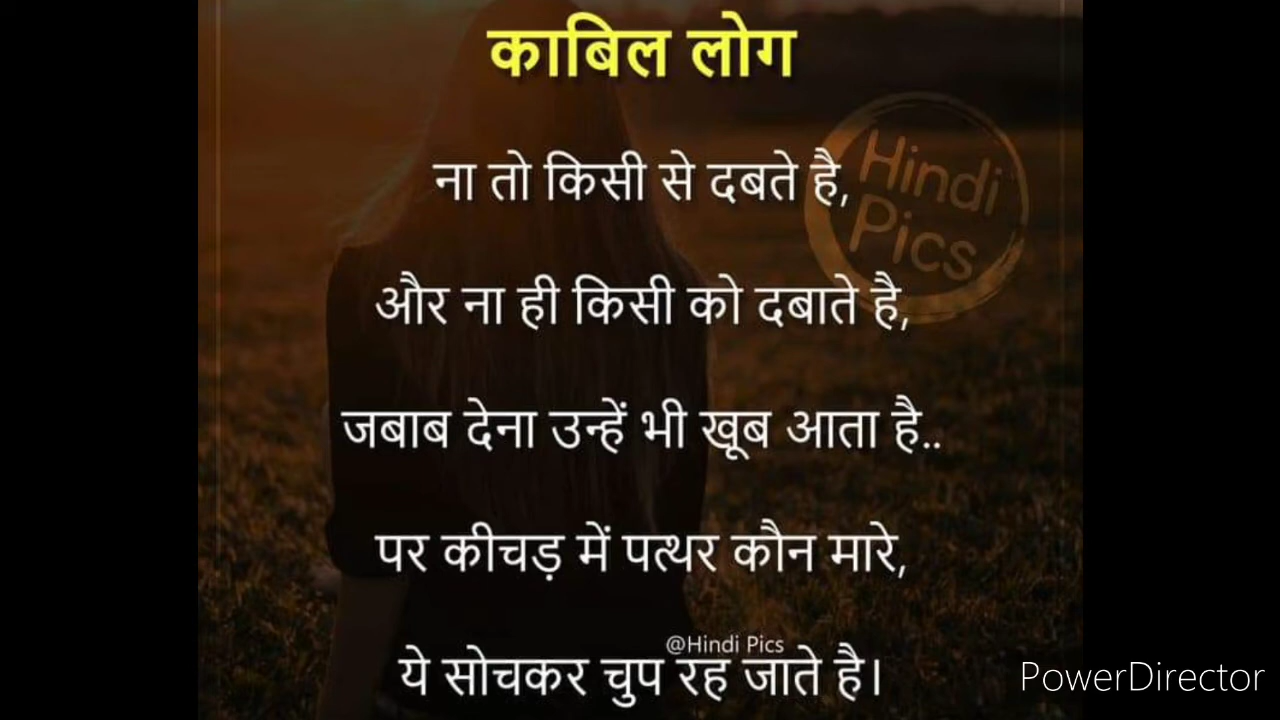 काबिल लोग
ना तो किसी से दबते है,
Hindi
Pics
और ना ही किसी को दबाते है,
जबाब देना उन्हें भी खूब आता है..
पर कीचड़ में पत्थर कौन मारे,
@Hindi Pics
ये सोचकर चुप रह जाते है।
PowerDirector